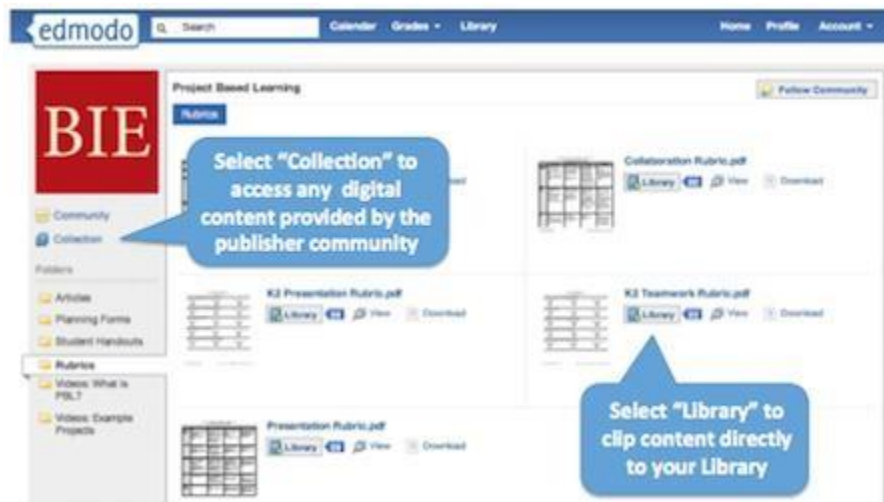 edmodo
Search
Calendar Grades Library
Home Profile Account
BIE
Project Based Learning
Follow Community
Rubrics
Select "Collection" to
access any digital
content provided by the
publisher community
Collaboration Rubric.pdf
Library View Download
Community
Collection
Folders
Articles
Planning Forms
Student Handouts
Rubrics
Videos: What is
PBL?
Videos: Example
Projects
K2 Presentation Rubric.pdf
Library View Download
K2 Teamwork Rubric.pdf
Library View Download
Presentation Rubric.pdf
Library View Download
Select "Library" to
clip content directly
to your Library